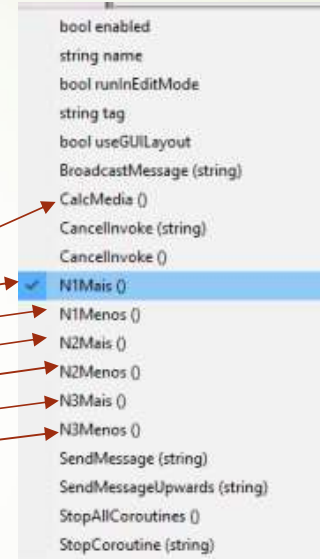 bool enabled
string name
bool runInEditMode
string tag
bool useGUILayout
BroadcastMessage (string)
CalcMedia ()
CancelInvoke (string)
CancelInvoke ()
N1Mais ()
N1Menos ()
N2Mais ()
N2Menos ()
N3Mais ()
N3Menos ()
SendMessage (string)
SendMessageUpwards (string)
StopAllCoroutines ()
StopCoroutine (string)